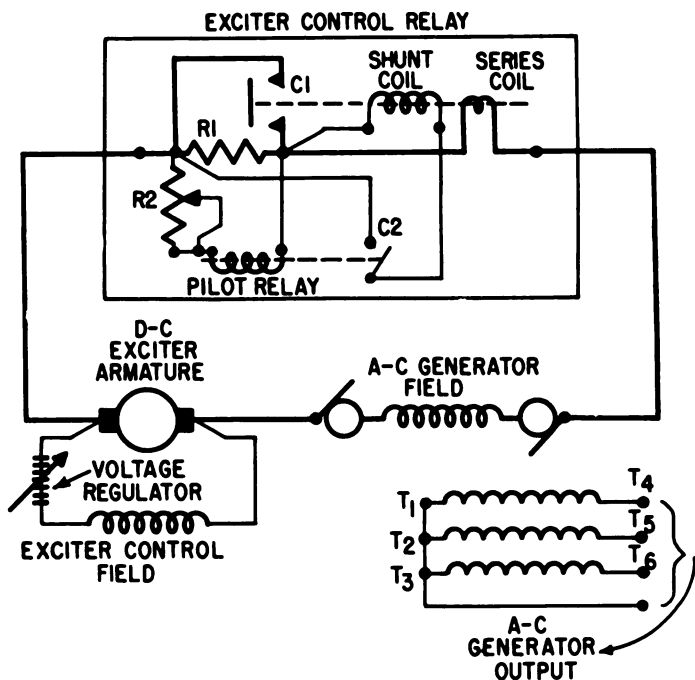 EXCITER CONTROL RELAY
SHUNT
COIL
SERIES
COIL
C1
R1
R2
C2
PILOT RELAY
D-C
EXCITER
ARMATURE
A-C GENERATOR
FIELD
VOLTAGE
REGULATOR
EXCITER CONTROL
FIELD
T1
T4
T2
T5
T3
T6
A-C
GENERATOR
OUTPUT